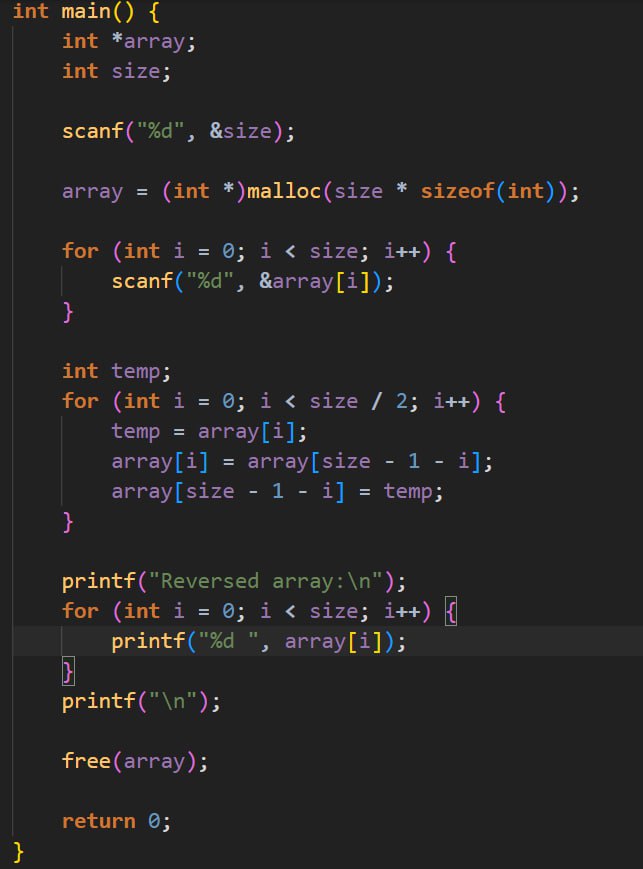 int main() {
    int *array;
    int size;

    scanf("%d", &size);

    array = (int *)malloc(size * sizeof(int));

    for (int i = 0; i < size; i++) {
        scanf("%d", &array[i]);
    }

    int temp;
    for (int i = 0; i < size / 2; i++) {
        temp = array[i];
        array[i] = array[size - 1 - i];
        array[size - 1 - i] = temp;
    }

    printf("Reversed array:\n");
    for (int i = 0; i < size; i++) {
        printf("%d ", array[i]);
    }
    printf("\n");

    free(array);

    return 0;
}